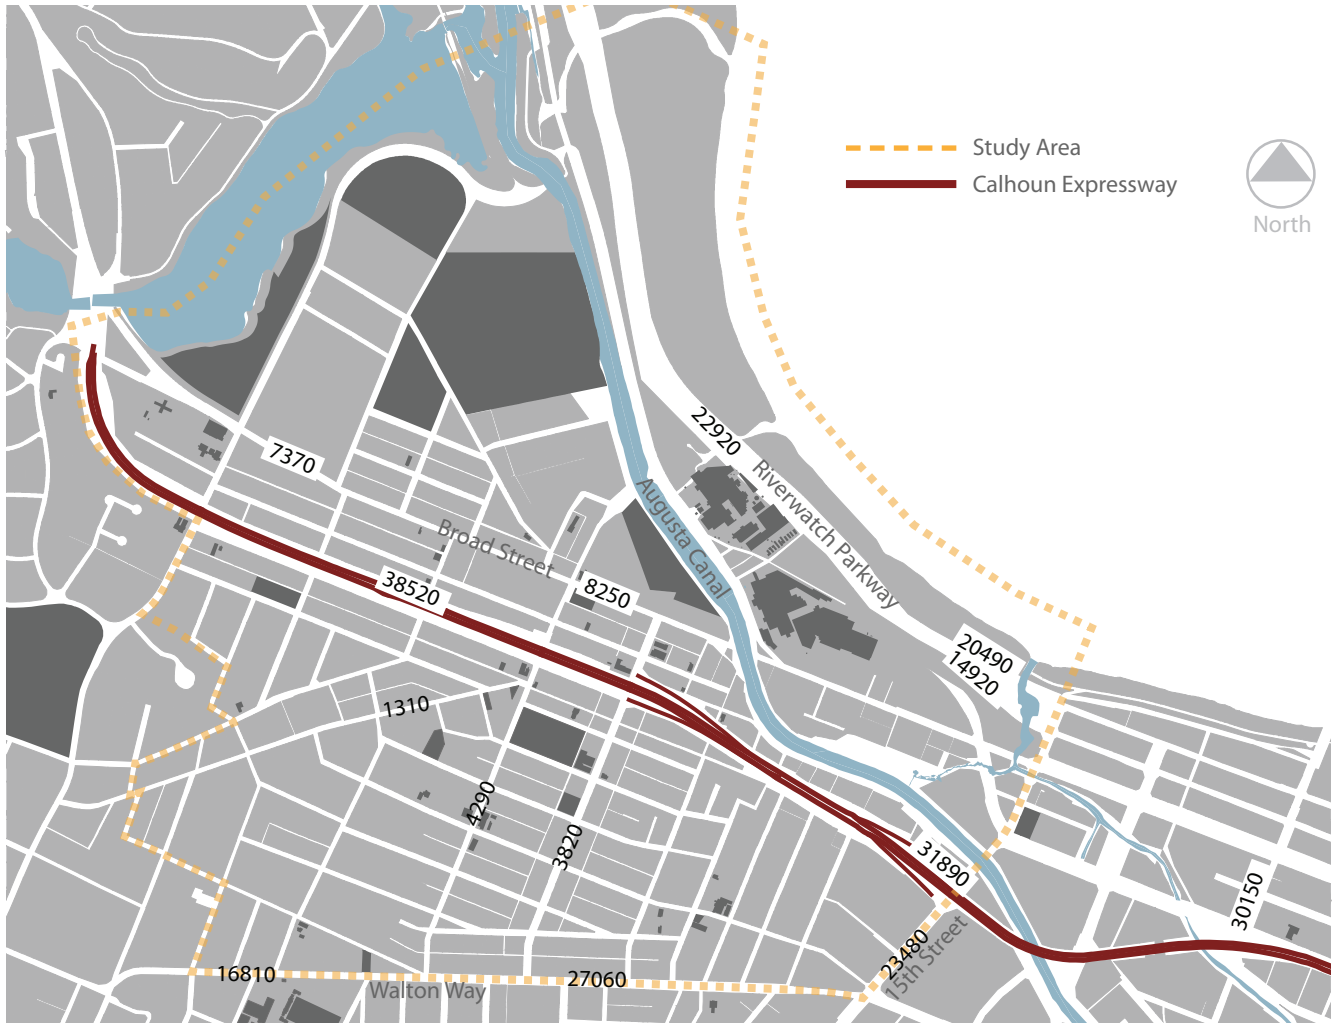 Study Area
Calhoun Expressway
North
22920
Riverwatch Parkway
7370
Augusta Canal
Broad Street
38520
8250
20490
14920
1310
4290
3820
31890
30150
23480
15th Street
16810
27060
Walton Way